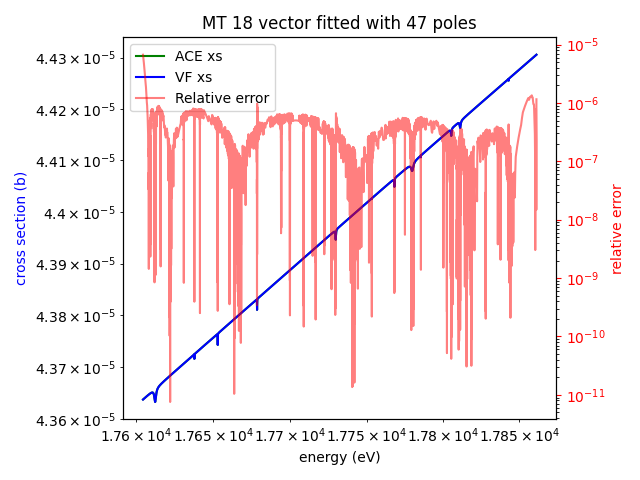 MT 18 vector fitted with 47 poles
ACE xs
VF xs
Relative error
cross section (b)
4.43 × 10⁻⁵
4.42 × 10⁻⁵
4.41 × 10⁻⁵
4.4 × 10⁻⁵
4.39 × 10⁻⁵
4.38 × 10⁻⁵
4.37 × 10⁻⁵
4.36 × 10⁻⁵
10⁻⁵
10⁻⁶
10⁻⁷
10⁻⁸
10⁻⁹
10⁻¹⁰
10⁻¹¹
relative error
1.76 × 10⁴ 1.765 × 10⁴ 1.77 × 10⁴ 1.775 × 10⁴ 1.78 × 10⁴ 1.785 × 10⁴
energy (eV)